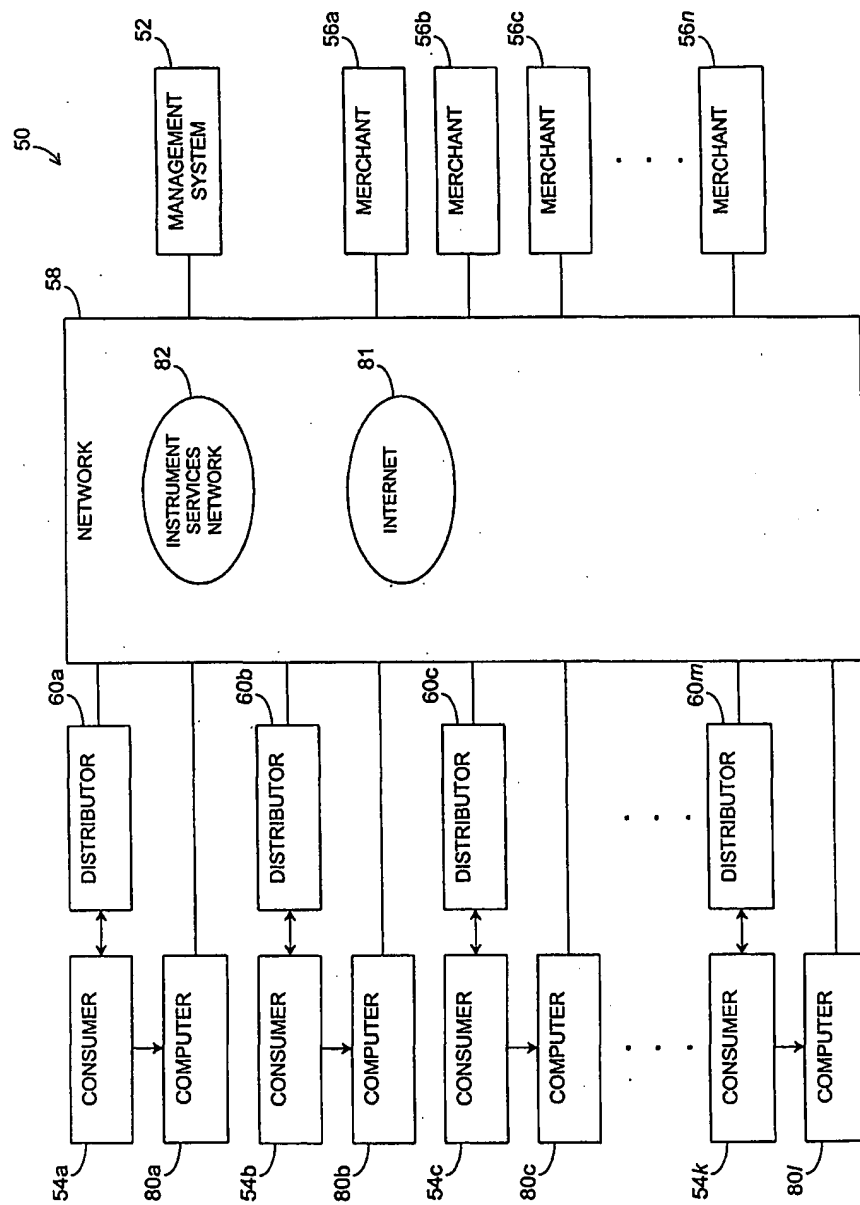 50
54a
CONSUMER
80a
COMPUTER
54b
CONSUMER
80b
COMPUTER
54c
CONSUMER
80c
COMPUTER
54k
CONSUMER
80l
COMPUTER
60a
DISTRIBUTOR
60b
DISTRIBUTOR
60c
DISTRIBUTOR
60m
DISTRIBUTOR
58
NETWORK
82
INSTRUMENT
SERVICES
NETWORK
81
INTERNET
52
MANAGEMENT
SYSTEM
56a
MERCHANT
56b
MERCHANT
56c
MERCHANT
56n
MERCHANT